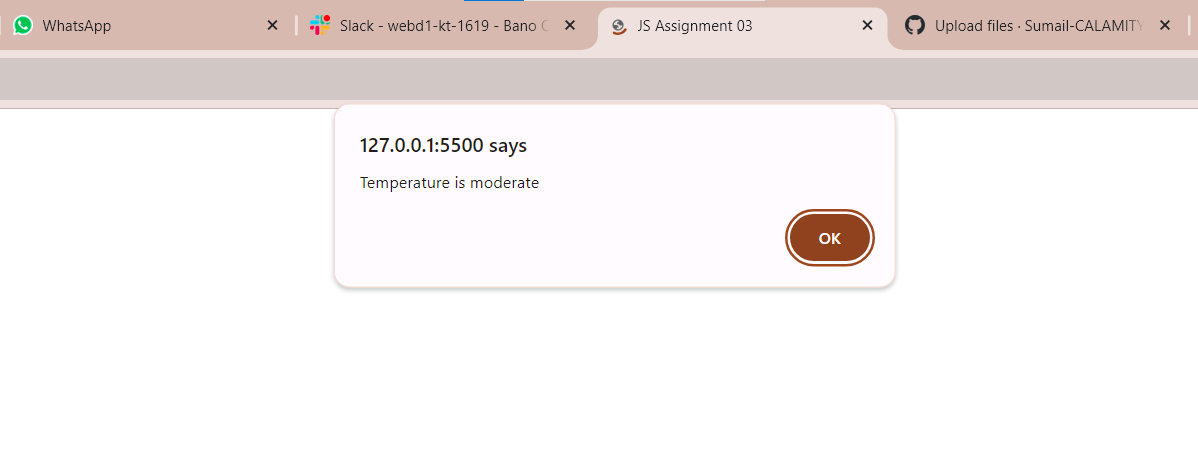 WhatsApp
Slack - webd1-kt-1619 - Bano
JS Assignment 03
Upload files · Sumail-CALAMITY
127.0.0.1:5500 says
Temperature is moderate
OK